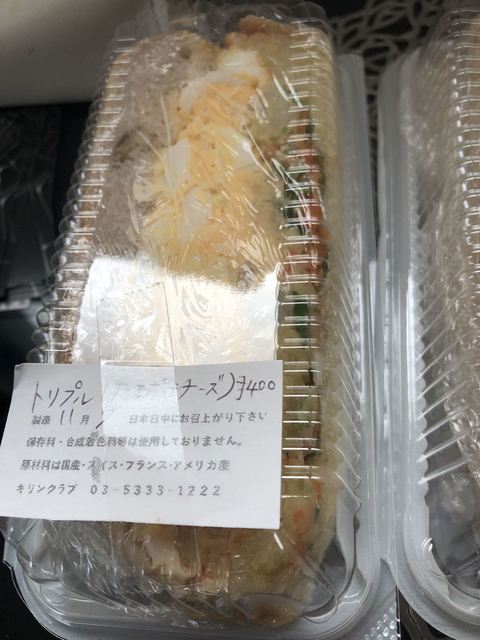 トリプル チーズ) ¥400
製造 11月 日本日中にお召上がり下さい
保存料・合成着色料等は使用しておりません。
原材料は国産・スイス・フランス・アメリカ産
キリンクラブ 03-5333-1222